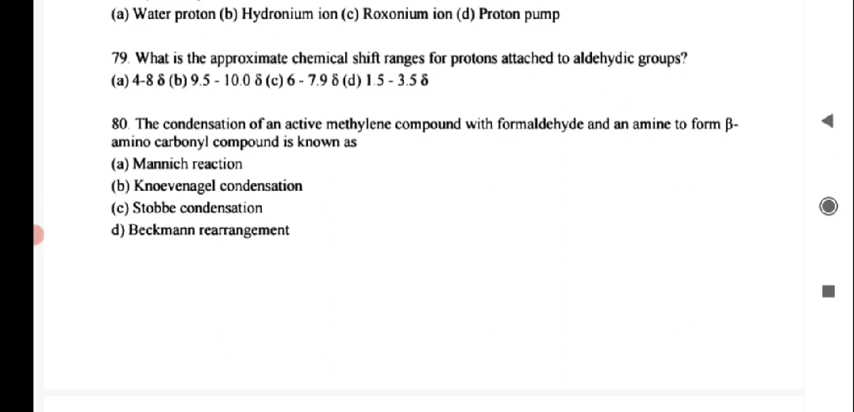 (a) Water proton (b) Hydronium ion (c) Roxonium ion (d) Proton pump
79. What is the approximate chemical shift ranges for protons attached to aldehydic groups?
(a) 4-8 δ (b) 9.5 - 10.0 δ (c) 6 - 7.9 δ (d) 1.5 - 3.5 δ
80. The condensation of an active methylene compound with formaldehyde and an amine to form β-
amino carbonyl compound is known as
(a) Mannich reaction
(b) Knoevenagel condensation
(c) Stobbe condensation
d) Beckmann rearrangement